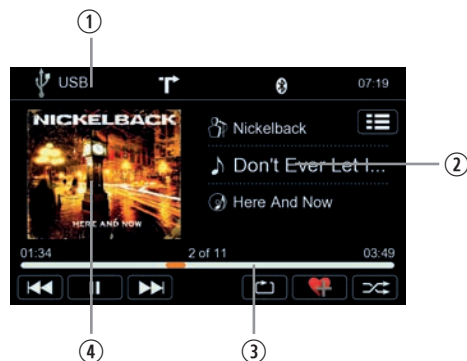 ①
USB 07:19
NICKELBACK
HERE AND NOW
Nickelback
Don't Ever Let I...
②
Here And Now
01:34 2 of 11 03:49
④ ③